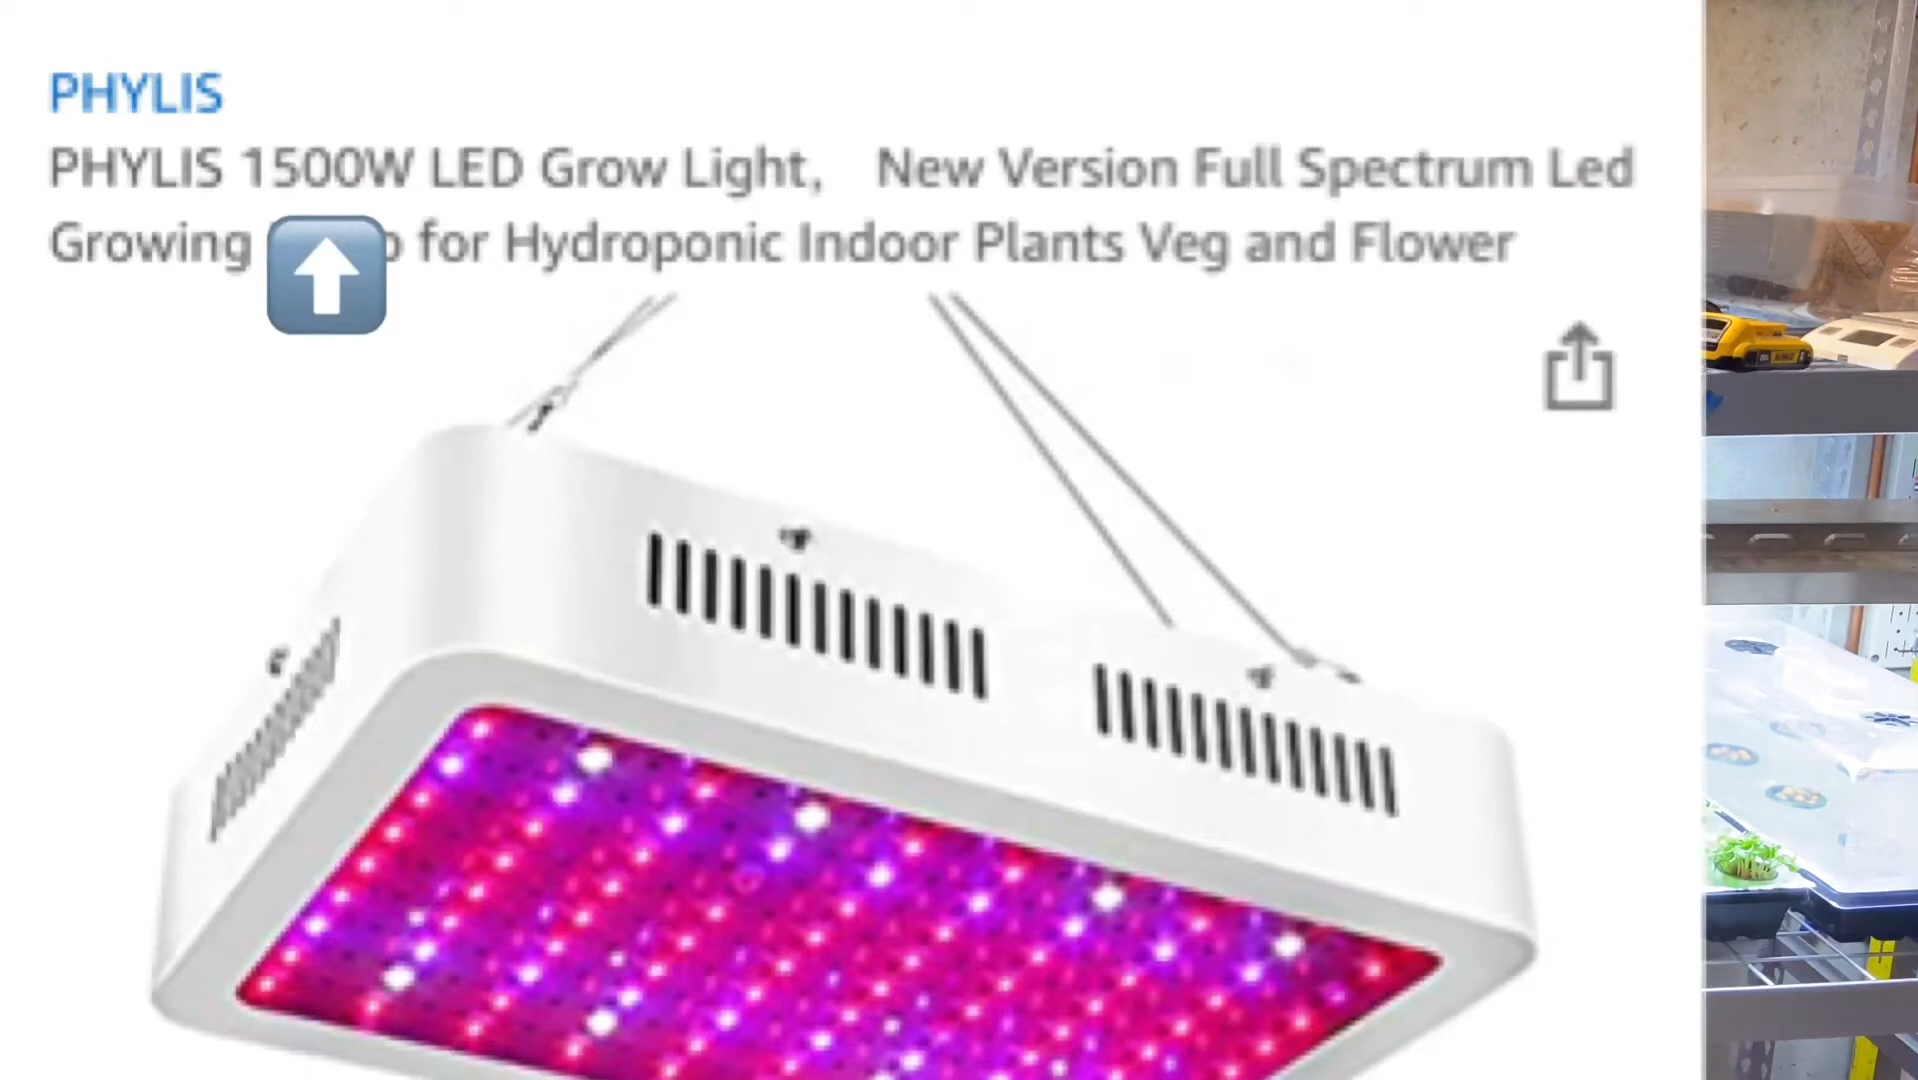 PHYLIS
PHYLIS 1500W LED Grow Light, New Version Full Spectrum Led
Growing for Hydroponic Indoor Plants Veg and Flower